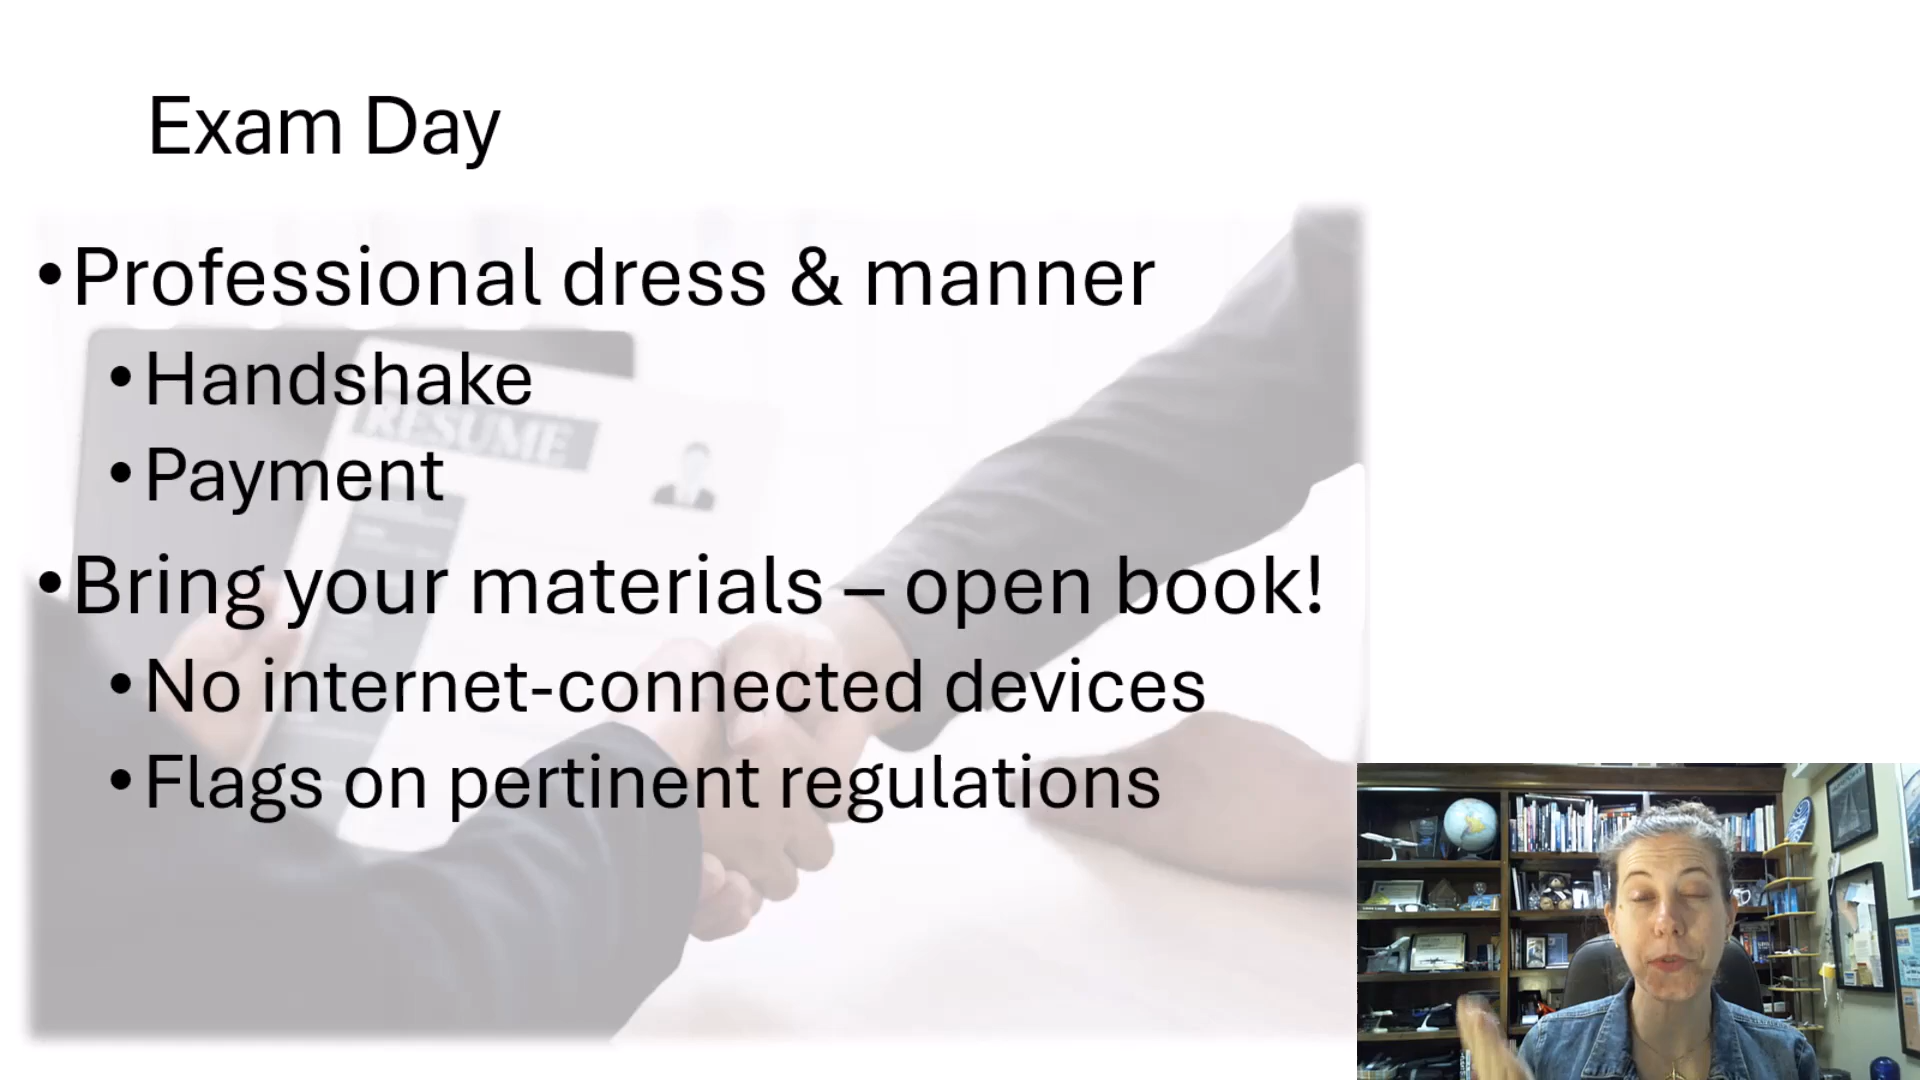 Exam Day
•Professional dress & manner
•Handshake
RESUME
•Payment
•Bring your materials – open book!
•No internet-connected devices
•Flags on pertinent regulations